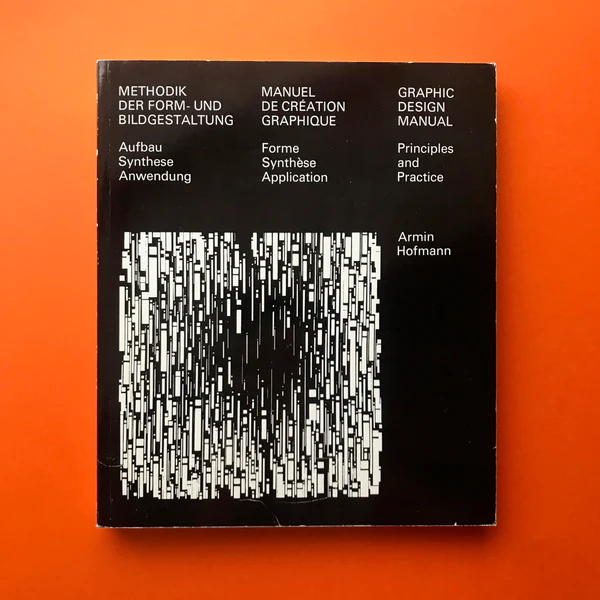 METHODIK
DER FORM- UND
BILDGESTALTUNG
Aufbau
Synthese
Anwendung
MANUEL
DE CRÉATION
GRAPHIQUE
Forme
Synthèse
Application
GRAPHIC
DESIGN
MANUAL
Principles
and
Practice
Armin
Hofmann